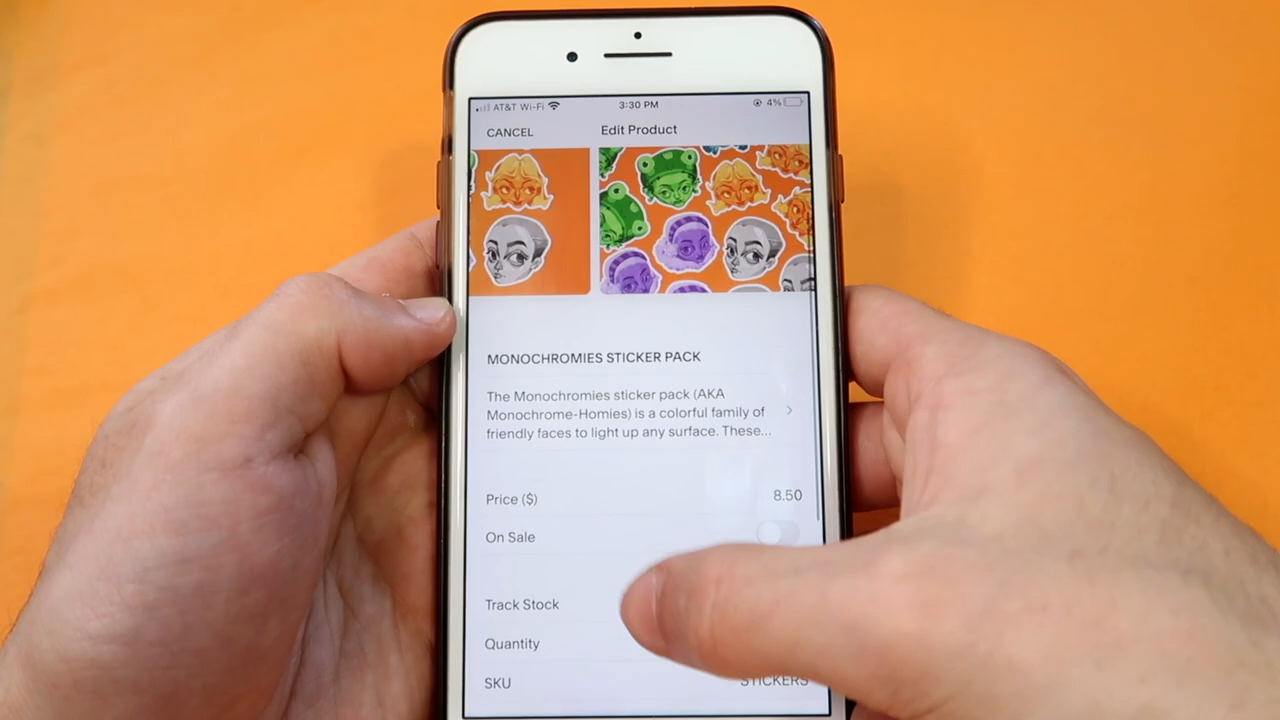 AT&T Wi-Fi 3:30 PM 4%
CANCEL Edit Product
MONOCHROMIES STICKER PACK
The Monochromies sticker pack (AKA
Monochrome-Homies) is a colorful family of
friendly faces to light up any surface. These...
Price ($) 8.50
On Sale
Track Stock
Quantity
SKU STICKERS